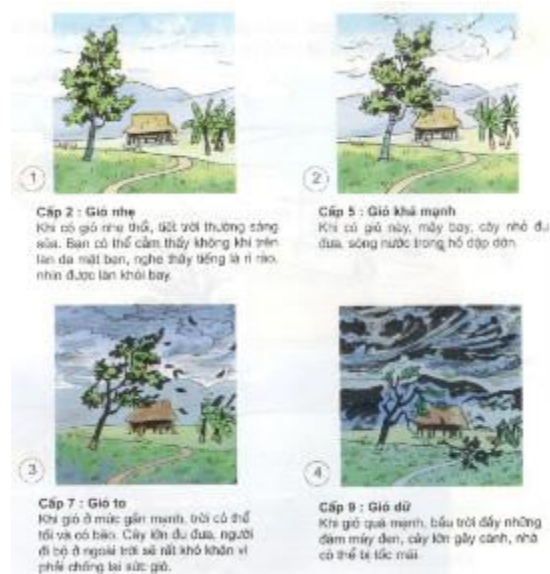 1
Cấp 2 : Gió nhẹ
Khi có gió nhẹ thổi, tiết trời thường sáng
sủa. Bạn có thể cảm thấy không khí trên
làn da mặt bạn, nghe thấy tiếng lá rì rào,
nhìn được làn khói bay.
2
Cấp 5 : Gió khá mạnh
Khi có gió này, mây bay, cây nhỏ đu
đưa, sóng nước trong hồ dập dờn.
3
Cấp 7 : Gió to
Khi gió ở mức gần mạnh, trời có thể
tối và có bão. Cây lớn đu đưa, người
đi bộ ở ngoài trời sẽ rất khó khăn vì
phải chống lại sức gió.
4
Cấp 9 : Gió dữ
Khi gió quá mạnh, bầu trời đầy những
đám mây đen, cây lớn gãy cành, nhà
có thể bị tốc mái.